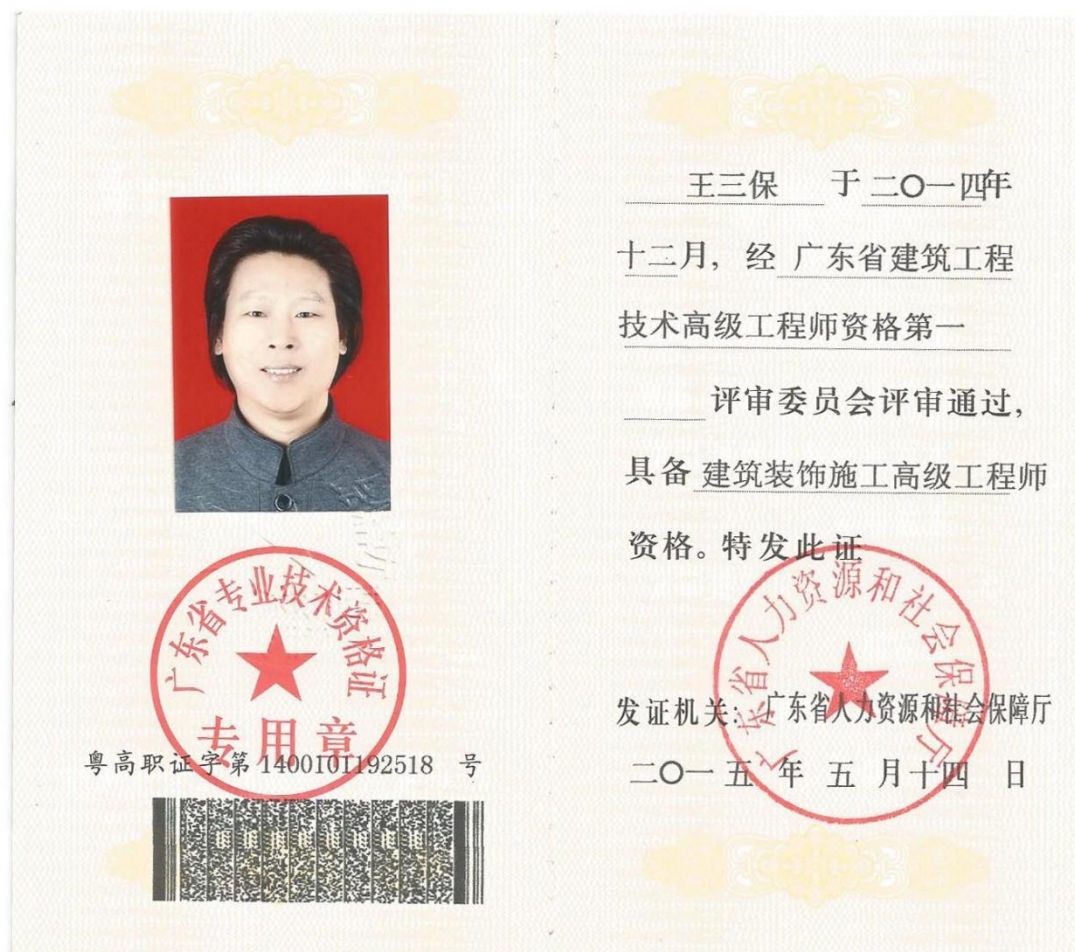 广东省专业技术资格证
专用章
粤高职证字第 1400101192518 号
王三保 于 二〇一四年
十二月，经 广东省建筑工程
技术高级工程师资格第一
评审委员会评审通过，
具备 建筑装饰施工高级工程师
资格。特发此证
广东省人力资源和社会保障厅
发证机关：广东省人力资源和社会保障厅
二〇一五年五月十四日